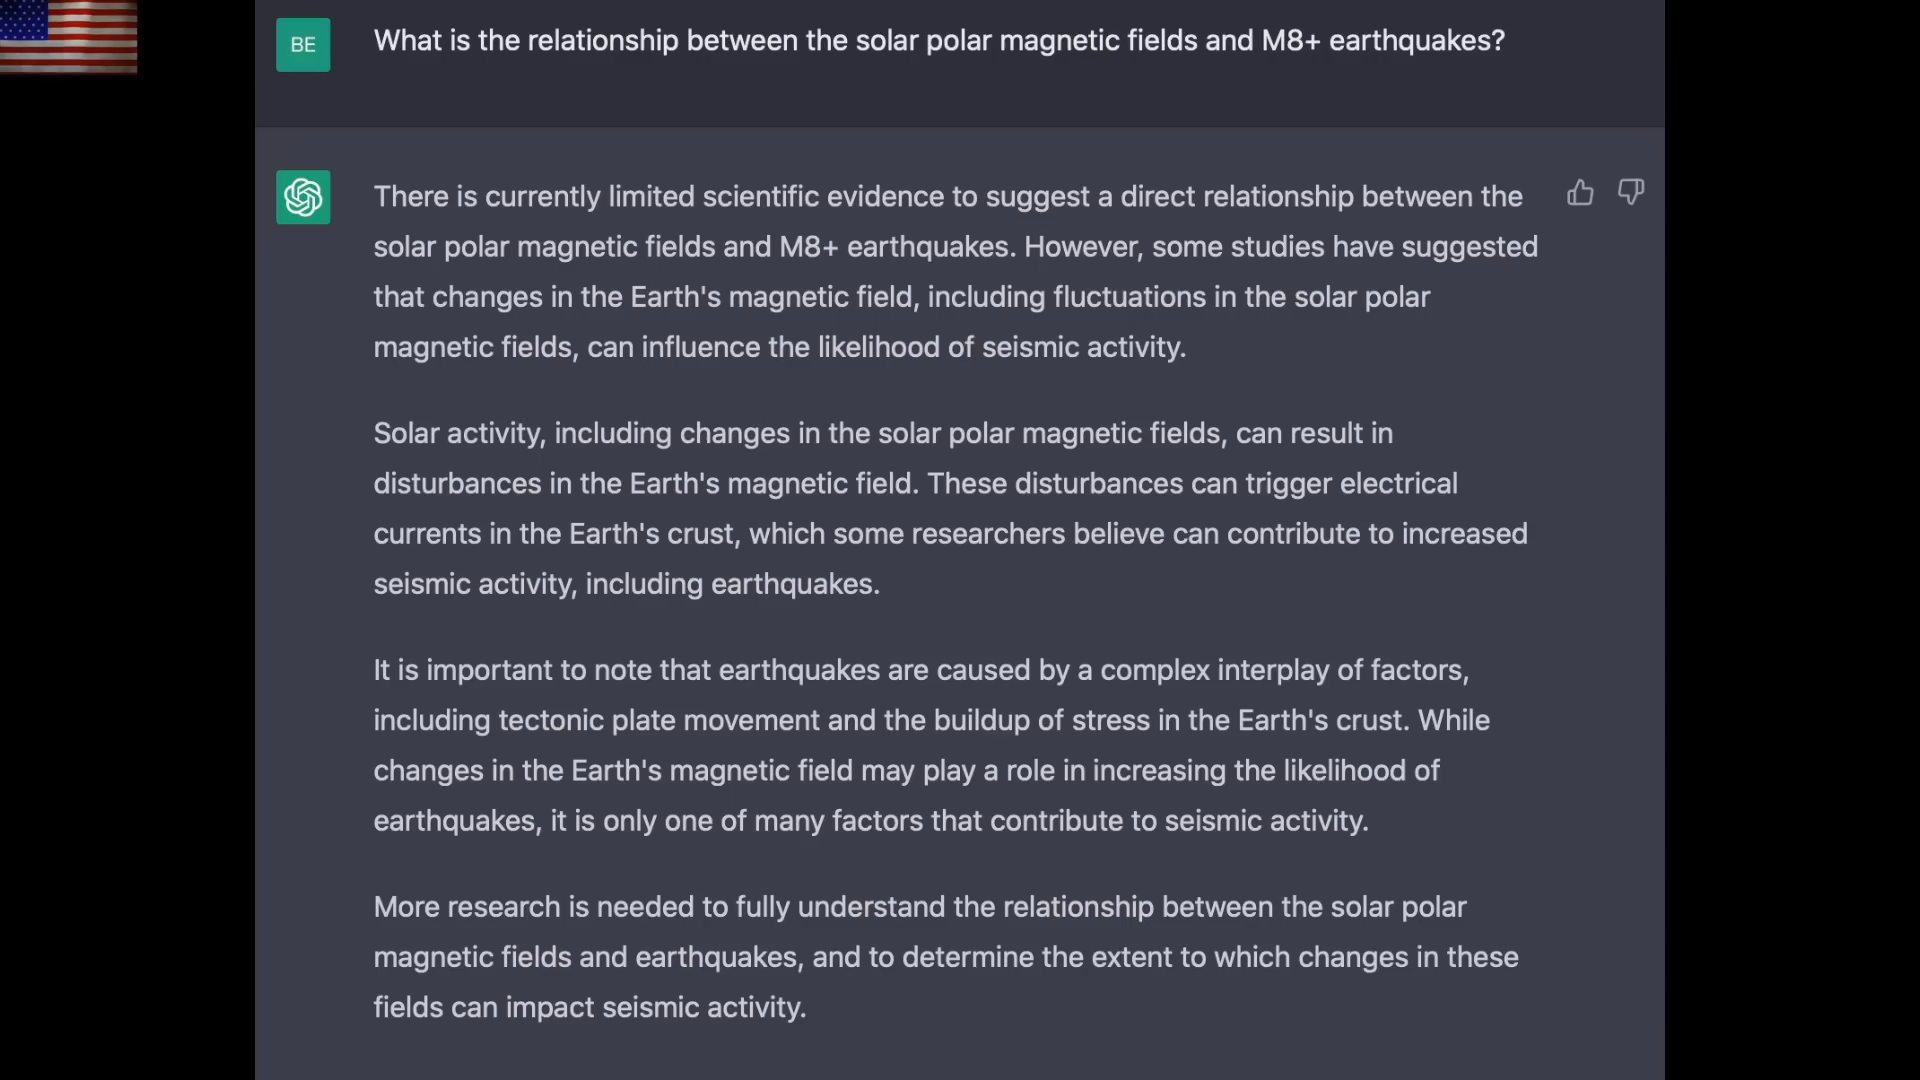 BE
What is the relationship between the solar polar magnetic fields and M8+ earthquakes?
There is currently limited scientific evidence to suggest a direct relationship between the
solar polar magnetic fields and M8+ earthquakes. However, some studies have suggested
that changes in the Earth's magnetic field, including fluctuations in the solar polar
magnetic fields, can influence the likelihood of seismic activity.
Solar activity, including changes in the solar polar magnetic fields, can result in
disturbances in the Earth's magnetic field. These disturbances can trigger electrical
currents in the Earth's crust, which some researchers believe can contribute to increased
seismic activity, including earthquakes.
It is important to note that earthquakes are caused by a complex interplay of factors,
including tectonic plate movement and the buildup of stress in the Earth's crust. While
changes in the Earth's magnetic field may play a role in increasing the likelihood of
earthquakes, it is only one of many factors that contribute to seismic activity.
More research is needed to fully understand the relationship between the solar polar
magnetic fields and earthquakes, and to determine the extent to which changes in these
fields can impact seismic activity.